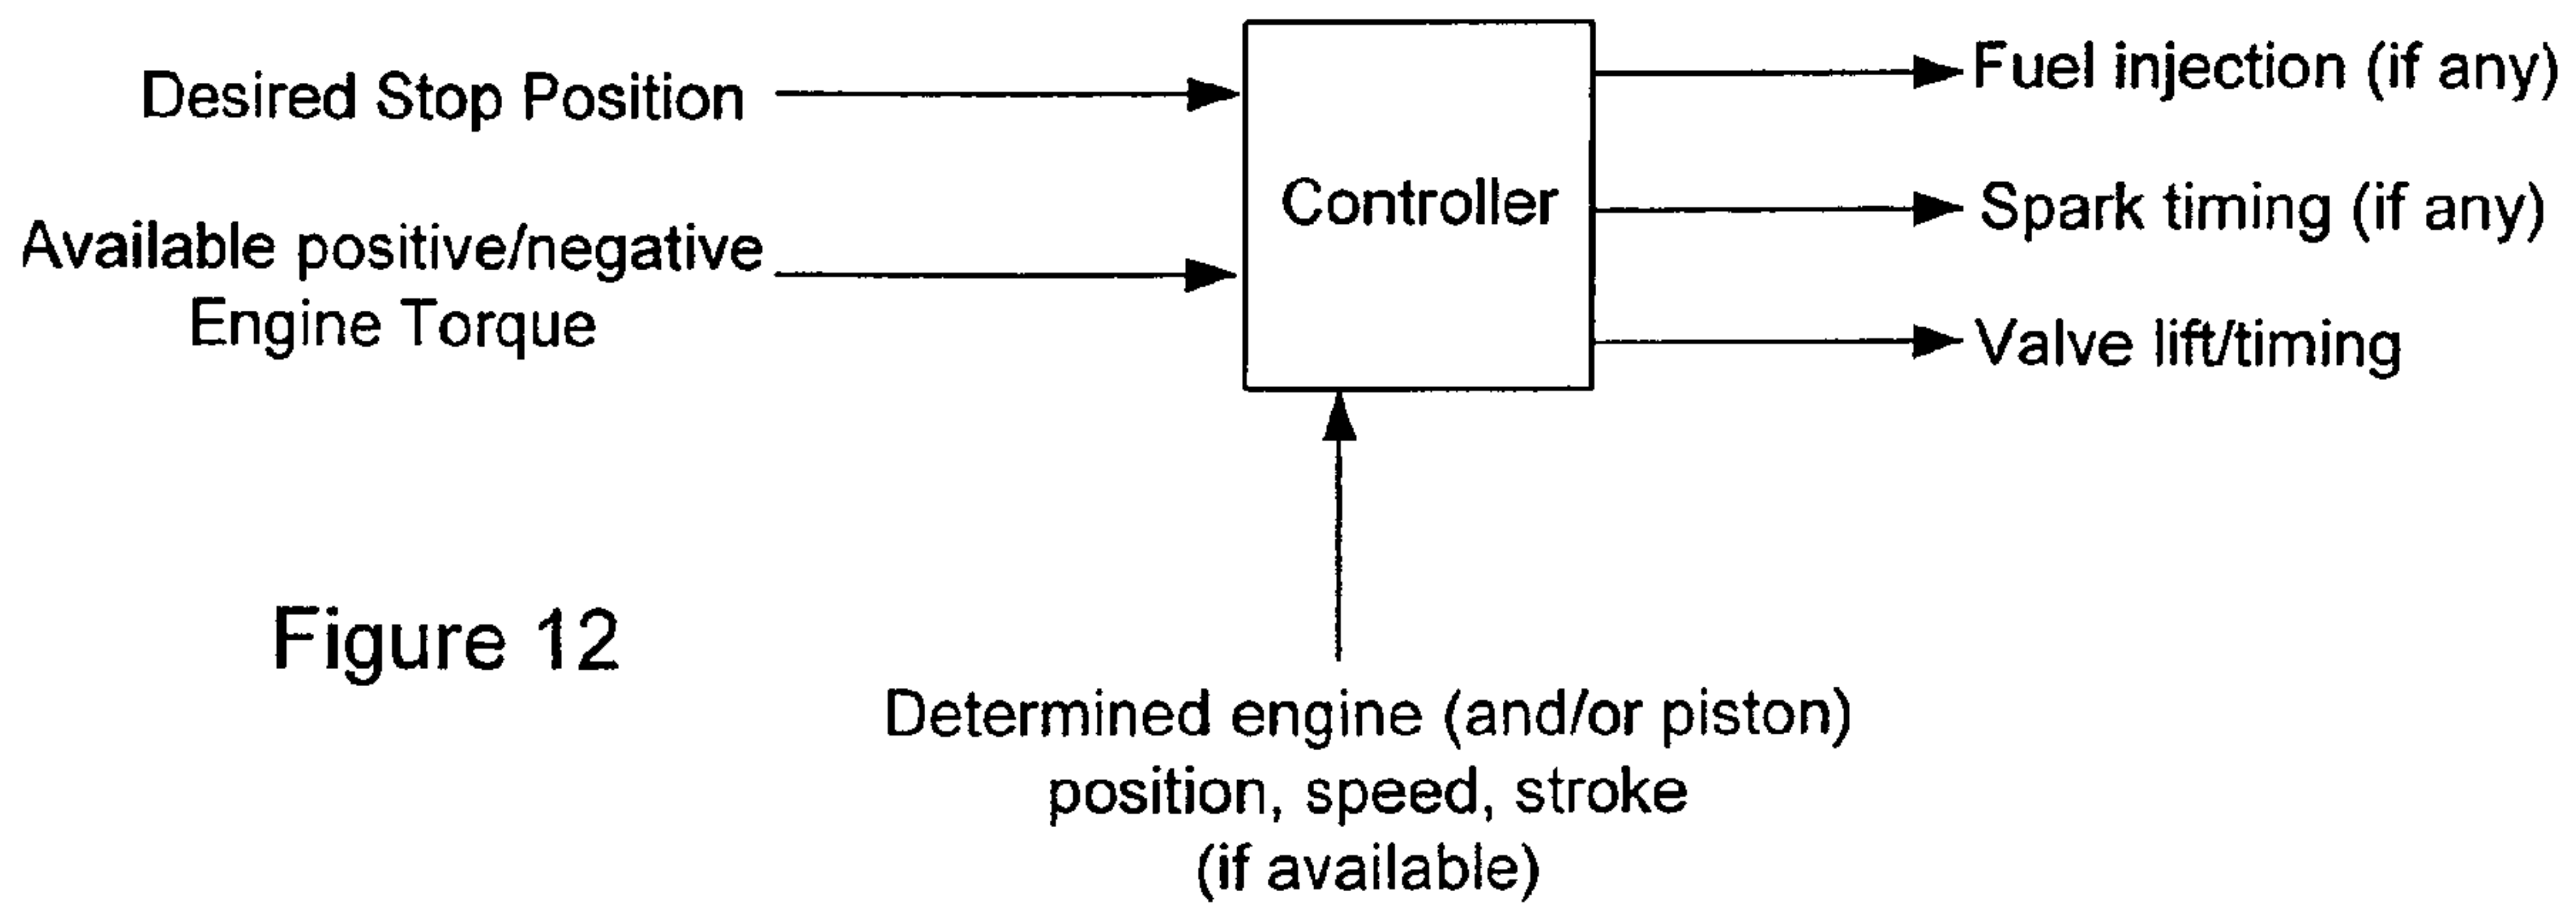 Desired Stop Position
Available positive/negative
Engine Torque
Controller
Fuel injection (if any)
Spark timing (if any)
Valve lift/timing
Determined engine (and/or piston)
position, speed, stroke
(if available)
Figure 12